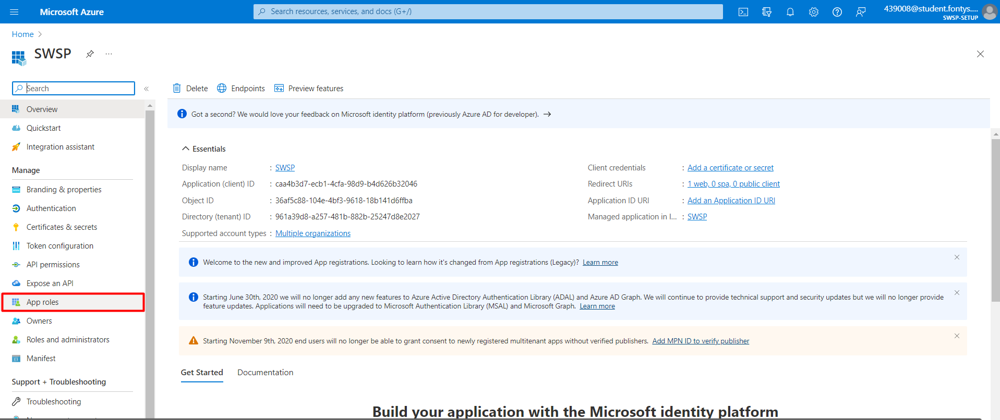 Microsoft Azure
Search resources, services, and docs (G+/)
439008@student.fontys....
SWSP-SETUP
Home
SWSP
Search
Overview
Quickstart
Integration assistant
Manage
Branding & properties
Authentication
Certificates & secrets
Token configuration
API permissions
Expose an API
App roles
Owners
Roles and administrators
Manifest
Support + Troubleshooting
Troubleshooting
Delete Endpoints Preview features
Got a second? We would love your feedback on Microsoft identity platform (previously Azure AD for developer). →
Essentials
Display name : SWSP
Application (client) ID : caa4b3d7-ecb1-4cfa-98d9-b4d626b32046
Object ID : 36af5c88-104e-4bf3-9618-18b141d6ffba
Directory (tenant) ID : 961a39d8-a257-481b-882b-25247d8e2027
Supported account types : Multiple organizations
Client credentials : Add a certificate or secret
Redirect URIs : 1 web, 0 spa, 0 public client
Application ID URI : Add an Application ID URI
Managed application in l... : SWSP
Welcome to the new and improved App registrations. Looking to learn how it's changed from App registrations (Legacy)? Learn more
Starting June 30th, 2020 we will no longer add any new features to Azure Active Directory Authentication Library (ADAL) and Azure AD Graph. We will continue to provide technical support and security updates but we will no longer provide
feature updates. Applications will need to be upgraded to Microsoft Authentication Library (MSAL) and Microsoft Graph. Learn more
Starting November 9th, 2020 end users will no longer be able to grant consent to newly registered multitenant apps without verified publishers. Add MPN ID to verify publisher
Get Started Documentation
Build your application with the Microsoft identity platform